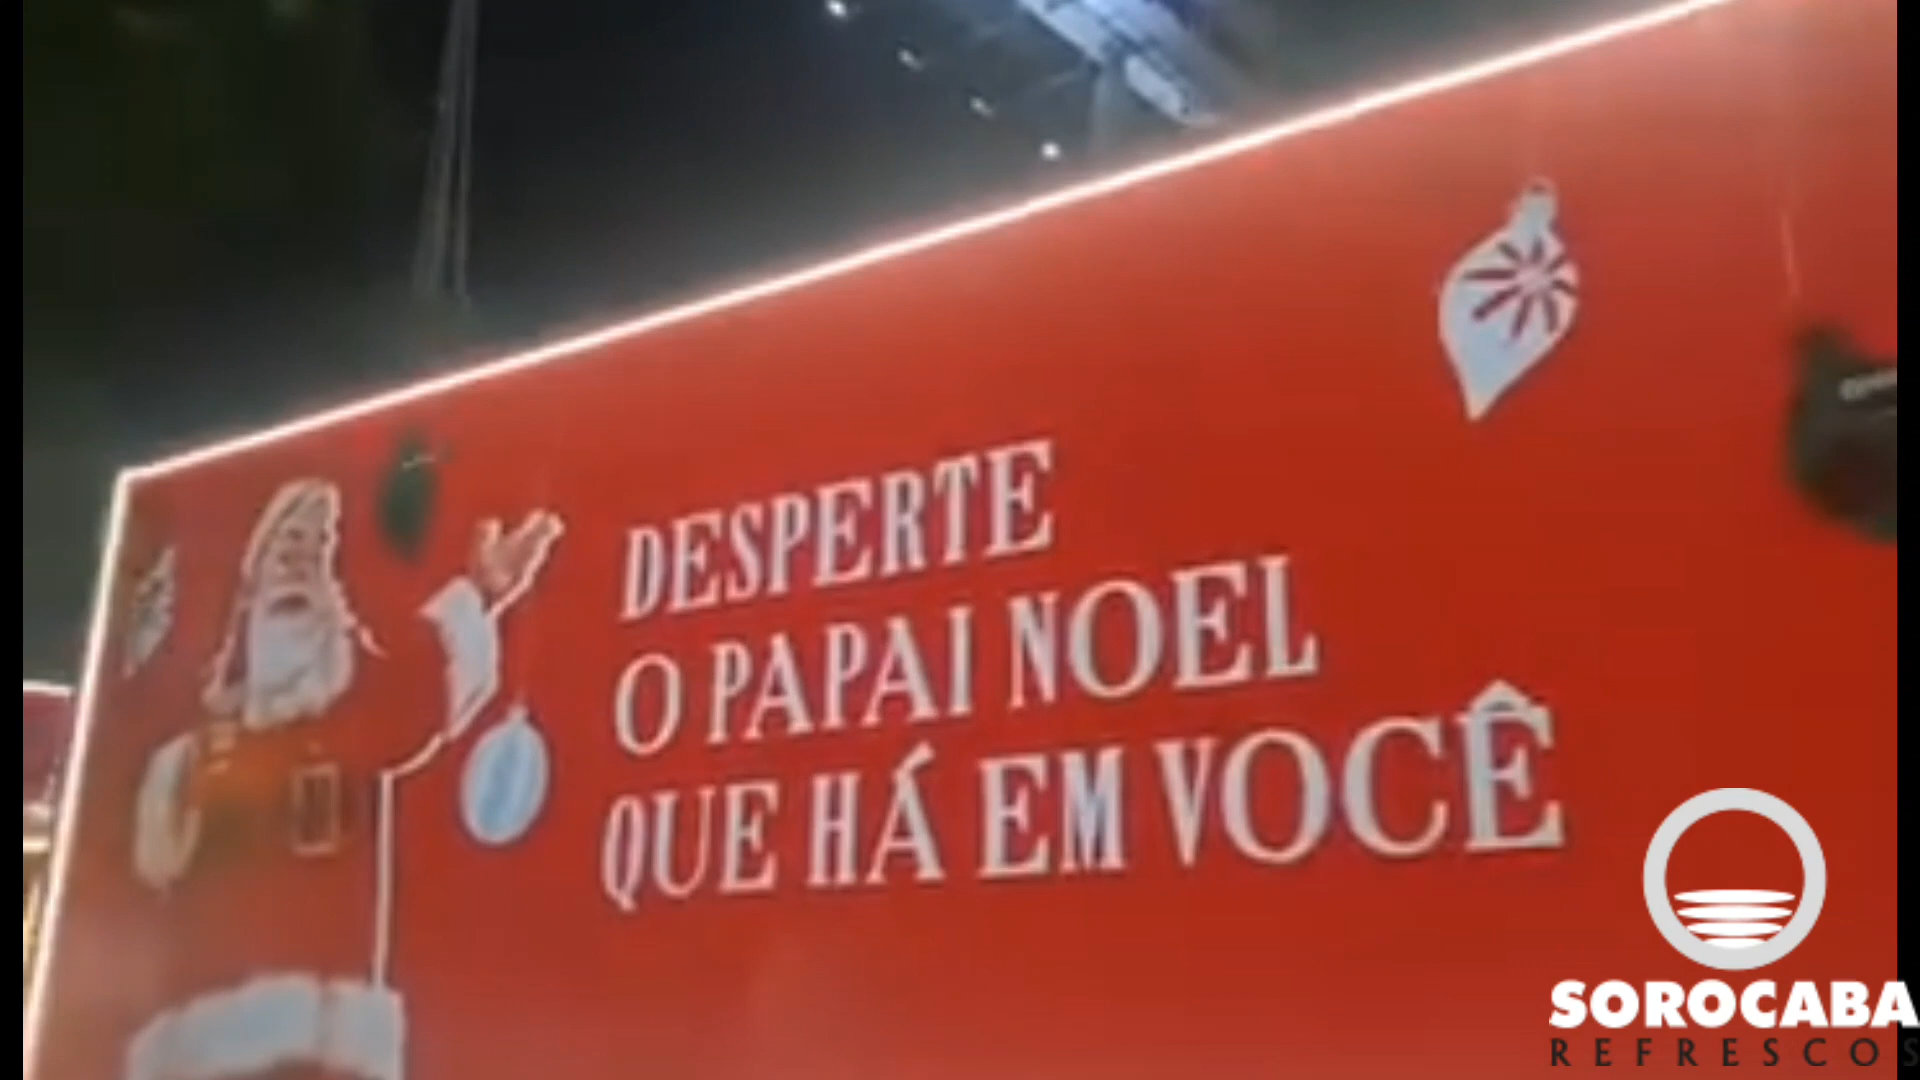 DESPERTE
O PAPAI NOEL
QUE HÁ EM VOCÊ
SOROCABA
REFRESCOS